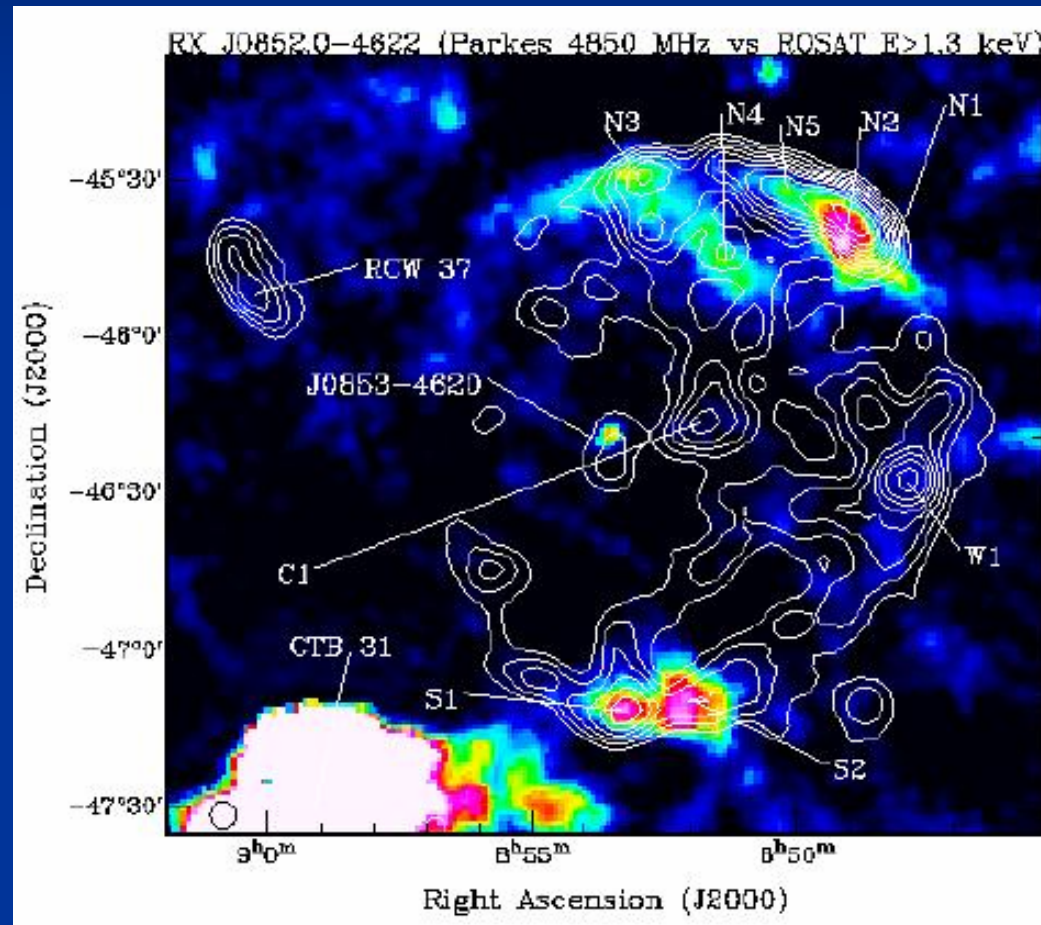 RX J0852.0-4622 (Parkes 4850 MHz vs ROSAT E>1.3 keV)
N1
N4
N3
N5
N2
-45°30'
RCW 37
-46°0'
J0853-4620
Declination (J2000)
-46°30'
W1
C1
-47°0'
CTB 31
S1
S2
-47°30'
9ʰ0ᵐ
8ʰ55ᵐ
8ʰ50ᵐ
Right Ascension (J2000)